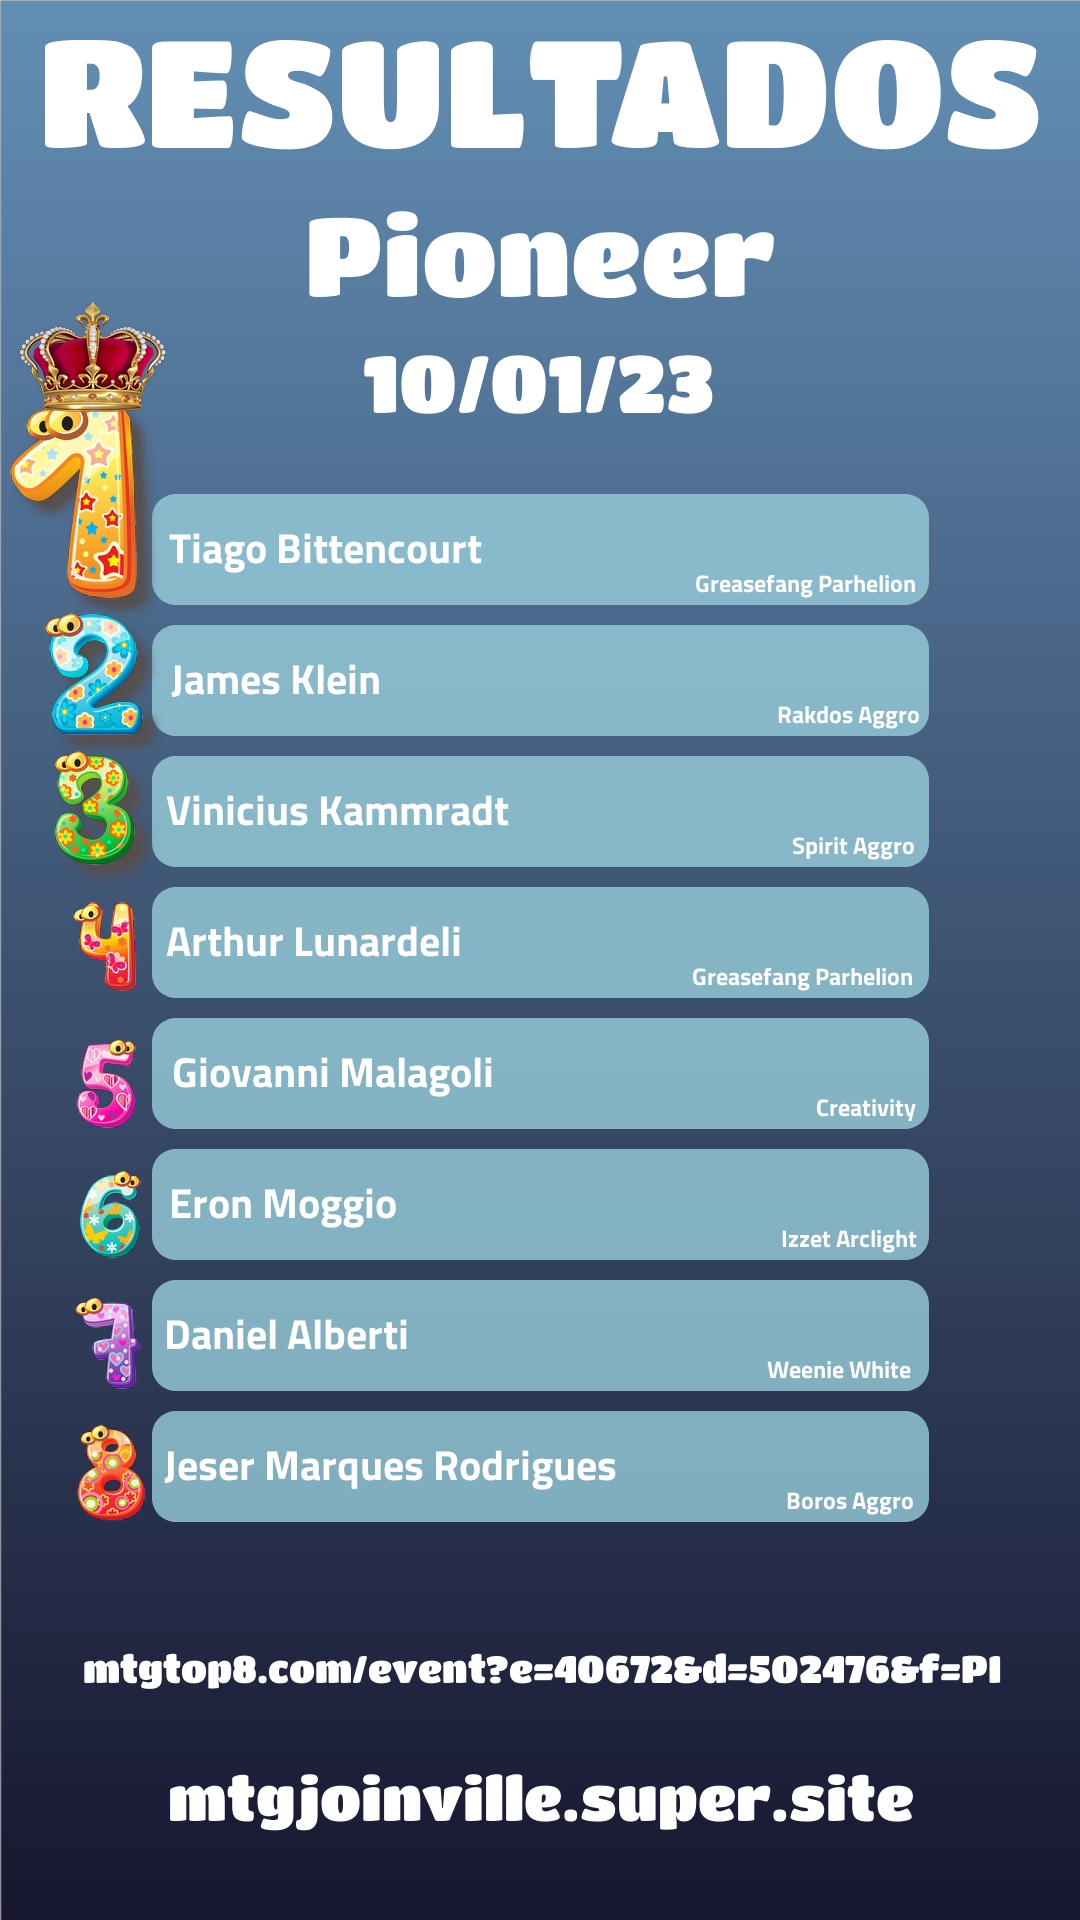 RESULTADOS
Pioneer
10/01/23
1
Tiago Bittencourt
Greasefang Parhelion
2
James Klein
Rakdos Aggro
3
Vinicius Kammradt
Spirit Aggro
4
Arthur Lunardeli
Greasefang Parhelion
5
Giovanni Malagoli
Creativity
6
Eron Moggio
Izzet Arclight
7
Daniel Alberti
Weenie White
8
Jeser Marques Rodrigues
Boros Aggro
mtgtop8.com/event?e=40672&d=502476&f=PI
mtgjoinville.super.site